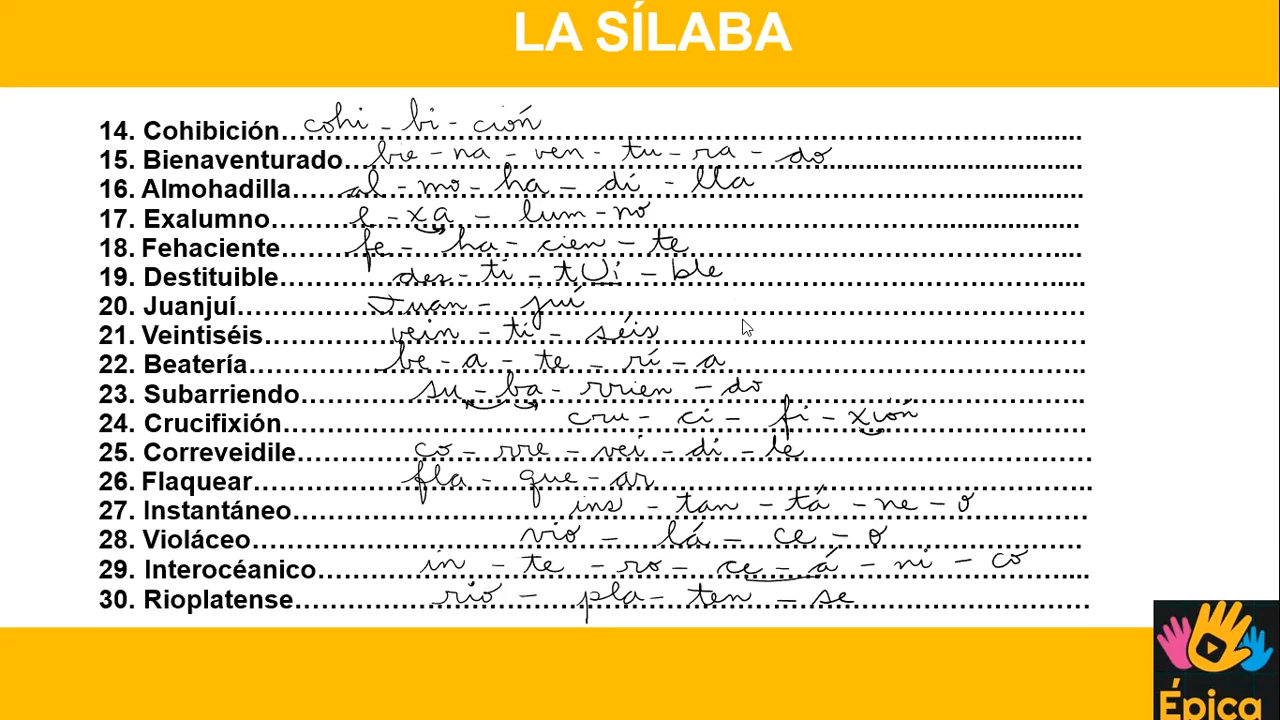 LA SÍLABA
14. Cohibición.......... cohi - bi - ción
15. Bienaventurado... bie - na - ven - tu - ra - do
16. Almohadilla....... al - mo - ha - di - lla
17. Exalumno......... e - xa - lum - no
18. Fehaciente........ fe - ha - cien - te
19. Destituible........ des - ti - tUi - ble
20. Juanjuí........... Juan - juí
21. Veintiséis........ vein - ti - séis
22. Beatería.......... be - a - te - rí - a
23. Subarriendo...... su - ba - rrien - do
24. Crucifixión....... cru - ci - fi - xión
25. Correveidile...... co - rre - vei - di - le
26. Flaquear......... fla - que - ar
27. Instantáneo...... ins - tan - tá - ne - o
28. Violáceo......... vio - lá - ce - o
29. Interocéanico.... in - te - ro - ce - á - ni - co
30. Rioplatense...... rio - pla - ten - se
Épica